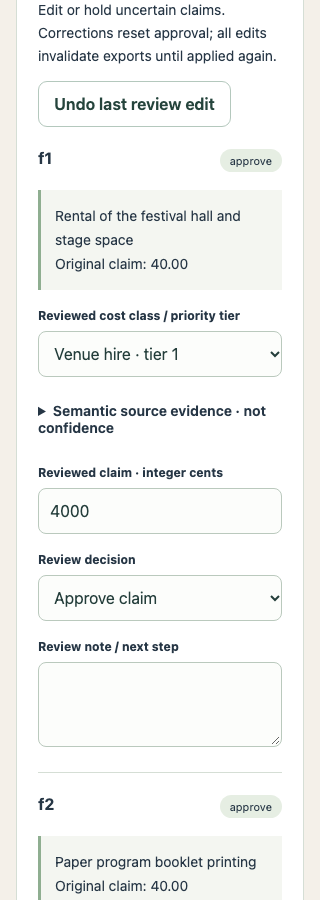 Edit or hold uncertain claims.
Corrections reset approval; all edits
invalidate exports until applied again.
Undo last review edit
f1
approve
Rental of the festival hall and
stage space
Original claim: 40.00
Reviewed cost class / priority tier
Venue hire · tier 1
Semantic source evidence · not
confidence
Reviewed claim · integer cents
4000
Review decision
Approve claim
Review note / next step
f2
approve
Paper program booklet printing
Original claim: 40.00